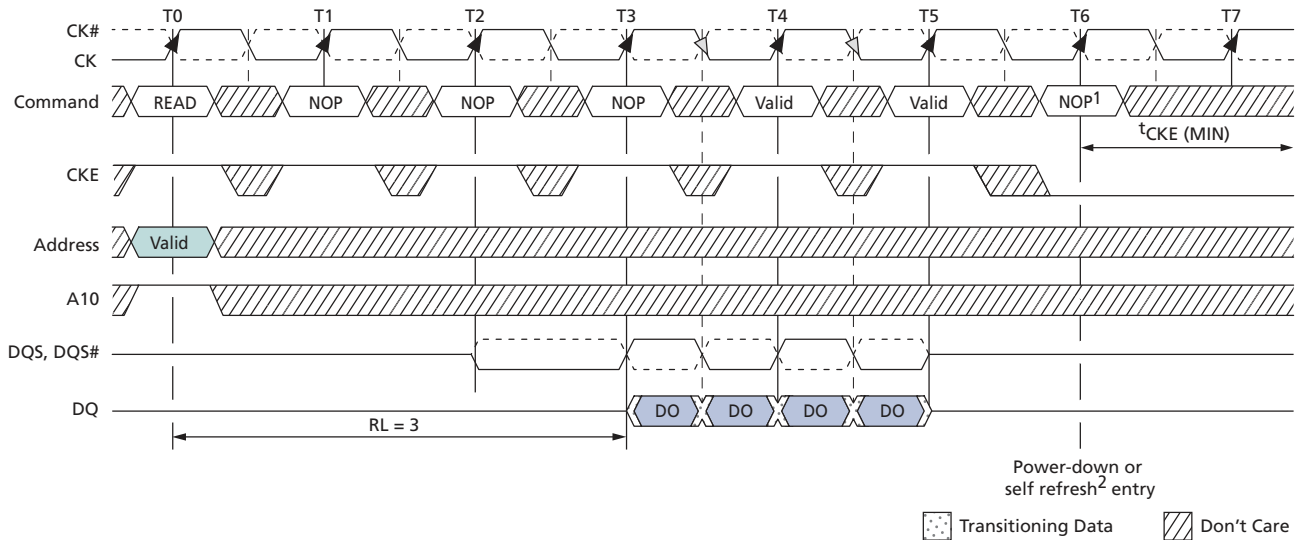 T0 T1 T2 T3 T4 T5 T6 T7
CK#
CK
Command READ NOP NOP NOP Valid Valid NOP1
tCKE (MIN)
CKE
Address Valid
A10
DQS, DQS#
DQ DO DO DO DO
RL = 3
Power-down or
self refresh2 entry
Transitioning Data Don't Care